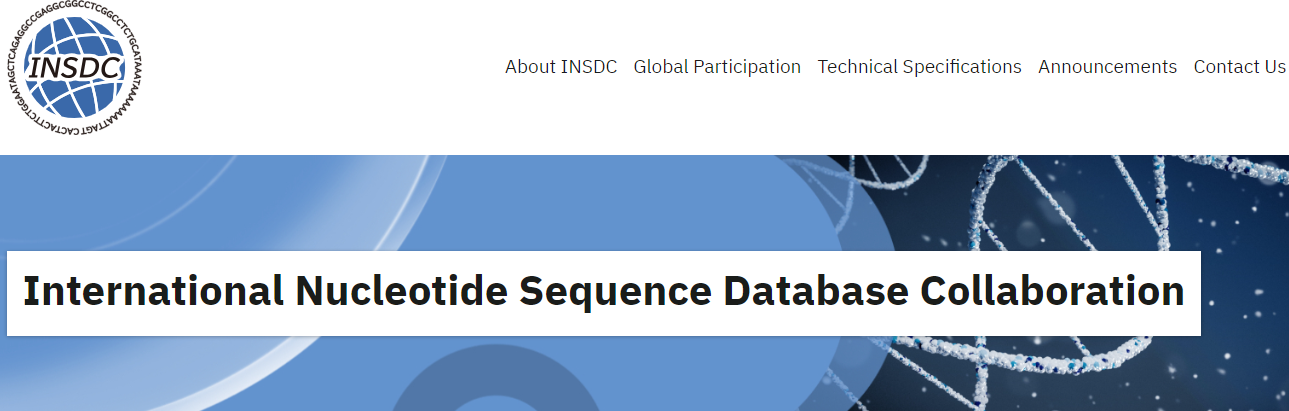 INSDC
About INSDC Global Participation Technical Specifications Announcements Contact Us
International Nucleotide Sequence Database Collaboration